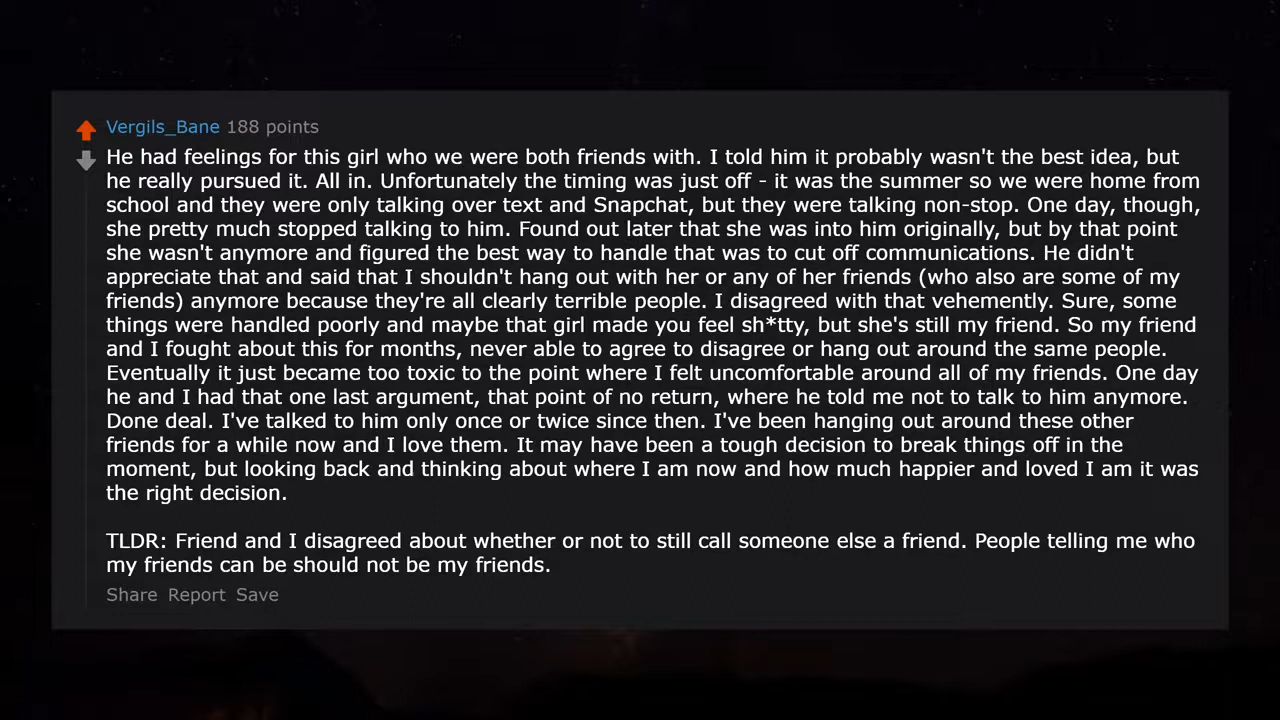 Vergils_Bane 188 points
He had feelings for this girl who we were both friends with. I told him it probably wasn't the best idea, but
he really pursued it. All in. Unfortunately the timing was just off - it was the summer so we were home from
school and they were only talking over text and Snapchat, but they were talking non-stop. One day, though,
she pretty much stopped talking to him. Found out later that she was into him originally, but by that point
she wasn't anymore and figured the best way to handle that was to cut off communications. He didn't
appreciate that and said that I shouldn't hang out with her or any of her friends (who also are some of my
friends) anymore because they're all clearly terrible people. I disagreed with that vehemently. Sure, some
things were handled poorly and maybe that girl made you feel sh*tty, but she's still my friend. So my friend
and I fought about this for months, never able to agree to disagree or hang out around the same people.
Eventually it just became too toxic to the point where I felt uncomfortable around all of my friends. One day
he and I had that one last argument, that point of no return, where he told me not to talk to him anymore.
Done deal. I've talked to him only once or twice since then. I've been hanging out around these other
friends for a while now and I love them. It may have been a tough decision to break things off in the
moment, but looking back and thinking about where I am now and how much happier and loved I am it was
the right decision.
TLDR: Friend and I disagreed about whether or not to still call someone else a friend. People telling me who
my friends can be should not be my friends.
Share Report Save